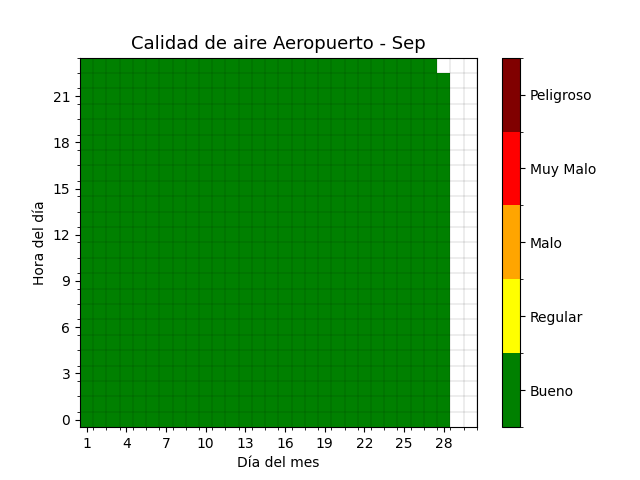 Calidad de aire Aeropuerto - Sep
Hora del día
21
18
15
12
9
6
3
0
1 4 7 10 13 16 19 22 25 28
Día del mes
Peligroso
Muy Malo
Malo
Regular
Bueno